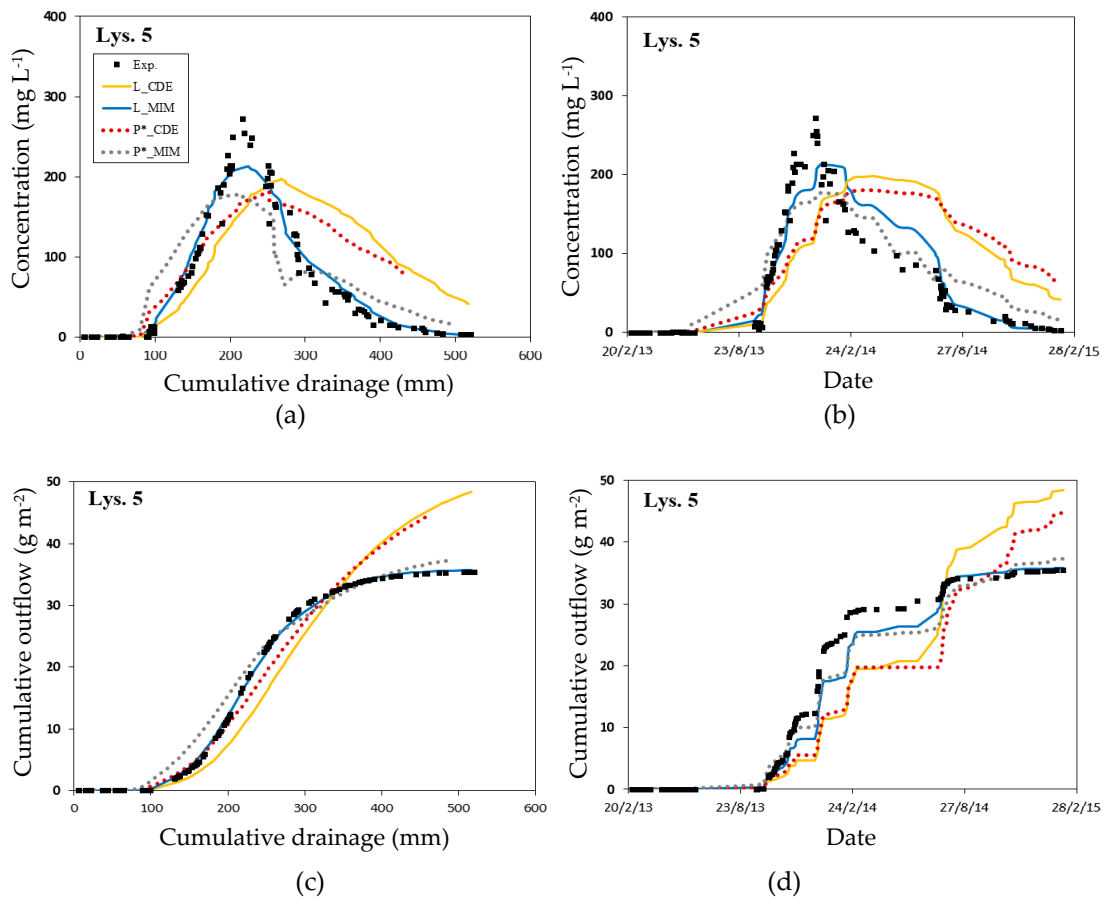 Lys. 5
Exp.
L_CDE
L_MIM
P*_CDE
P*_MIM
Concentration (mg L-1)
400
300
200
100
0
0 100 200 300 400 500 600
Cumulative drainage (mm)
(a)
Lys. 5
Concentration (mg L-1)
400
300
200
100
0
20/2/13 23/8/13 24/2/14 27/8/14 28/2/15
Date
(b)
Lys. 5
Cumulative outflow (g m-2)
50
40
30
20
10
0
0 100 200 300 400 500 600
Cumulative drainage (mm)
(c)
Lys. 5
Cumulative outflow (g m-2)
50
40
30
20
10
0
20/2/13 23/8/13 24/2/14 27/8/14 28/2/15
Date
(d)